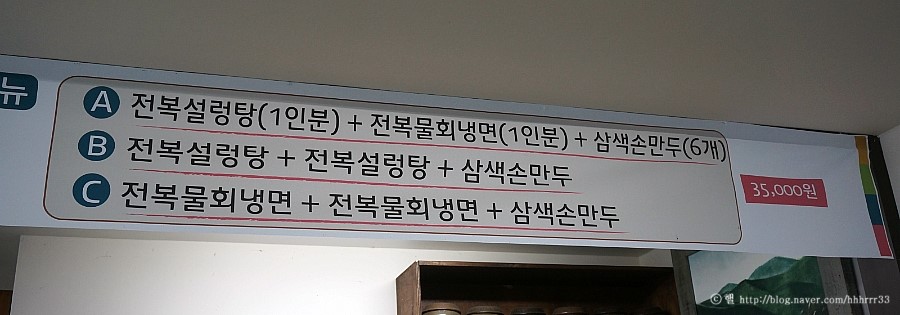 뉴
A 전복설렁탕(1인분) + 전복물회냉면(1인분) + 삼색손만두(6개)
B 전복설렁탕 + 전복설렁탕 + 삼색손만두
C 전복물회냉면 + 전복물회냉면 + 삼색손만두
35,000원
© 햅 http://blog.naver.com/hhhrrr33